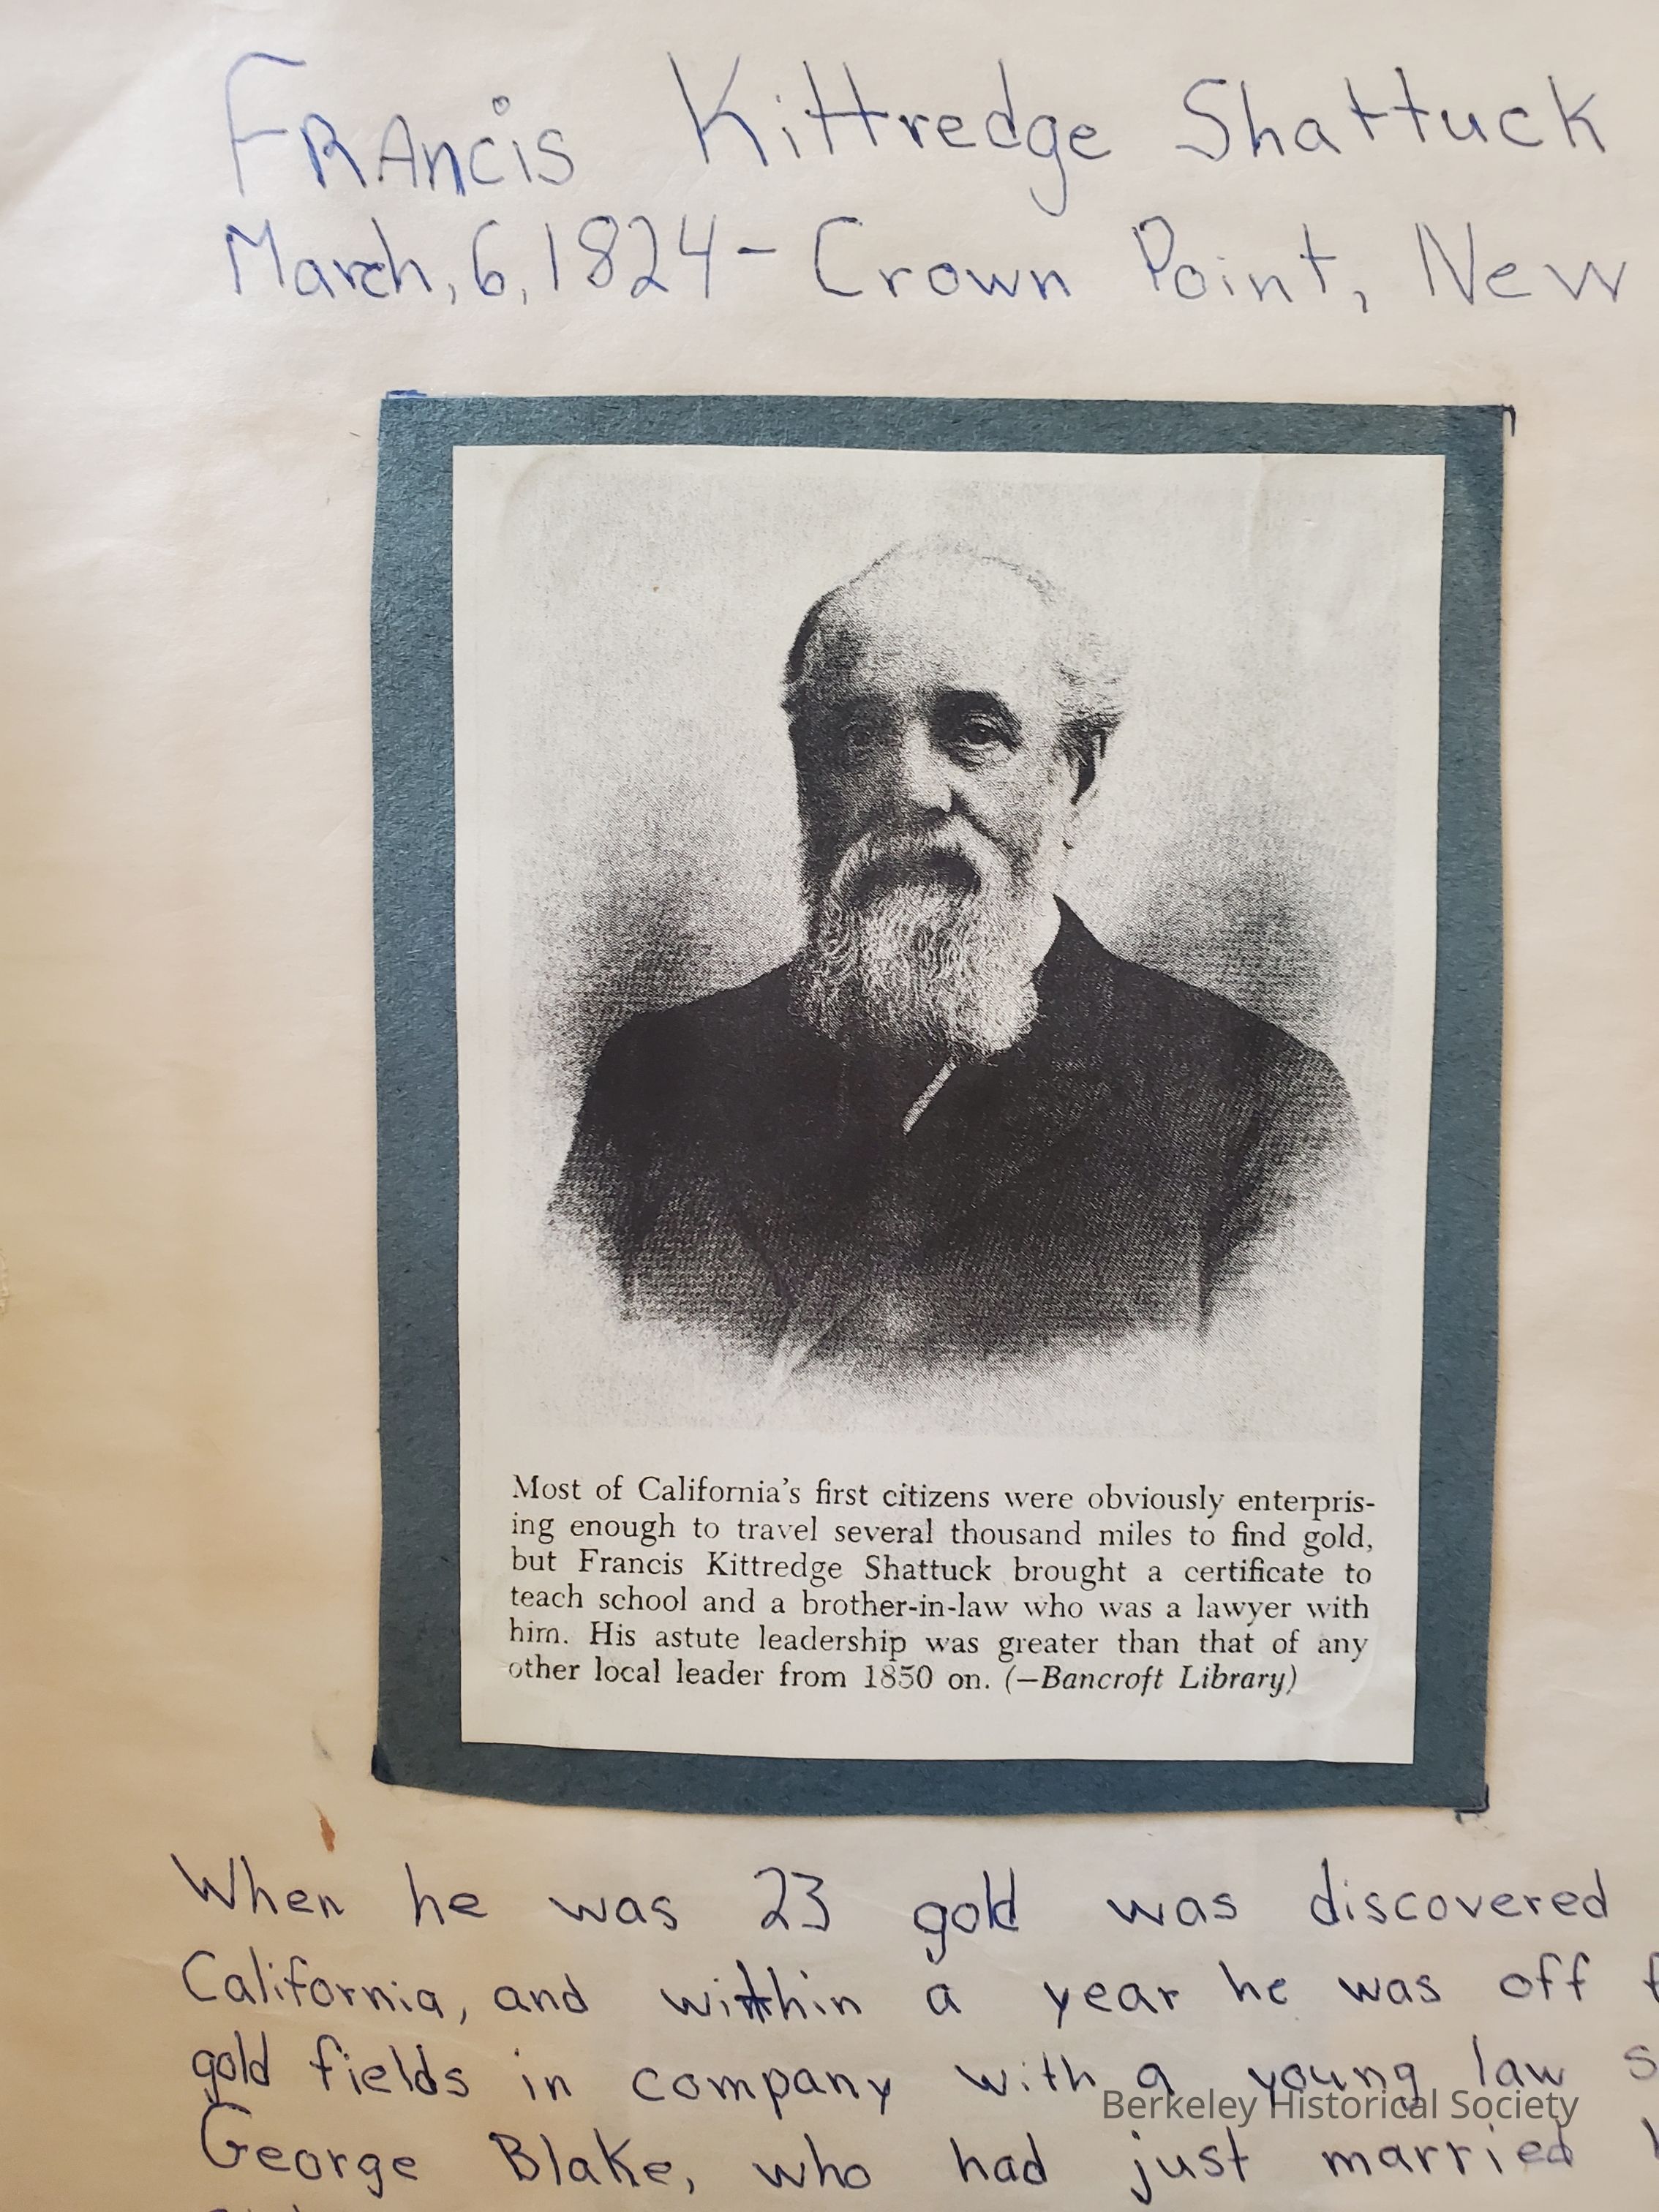 FRAncis Kittredge Shattuck
March, 6, 1824 - Crown Point, New
Most of California's first citizens were obviously enterpris-
ing enough to travel several thousand miles to find gold,
but Francis Kittredge Shattuck brought a certificate to
teach school and a brother-in-law who was a lawyer with
him. His astute leadership was greater than that of any
other local leader from 1850 on. (—Bancroft Library)
When he was 23 gold was discovered
California, and within a year he was off
gold fields in company with a young law
Berkeley Historical Society
George Blake, who had just married